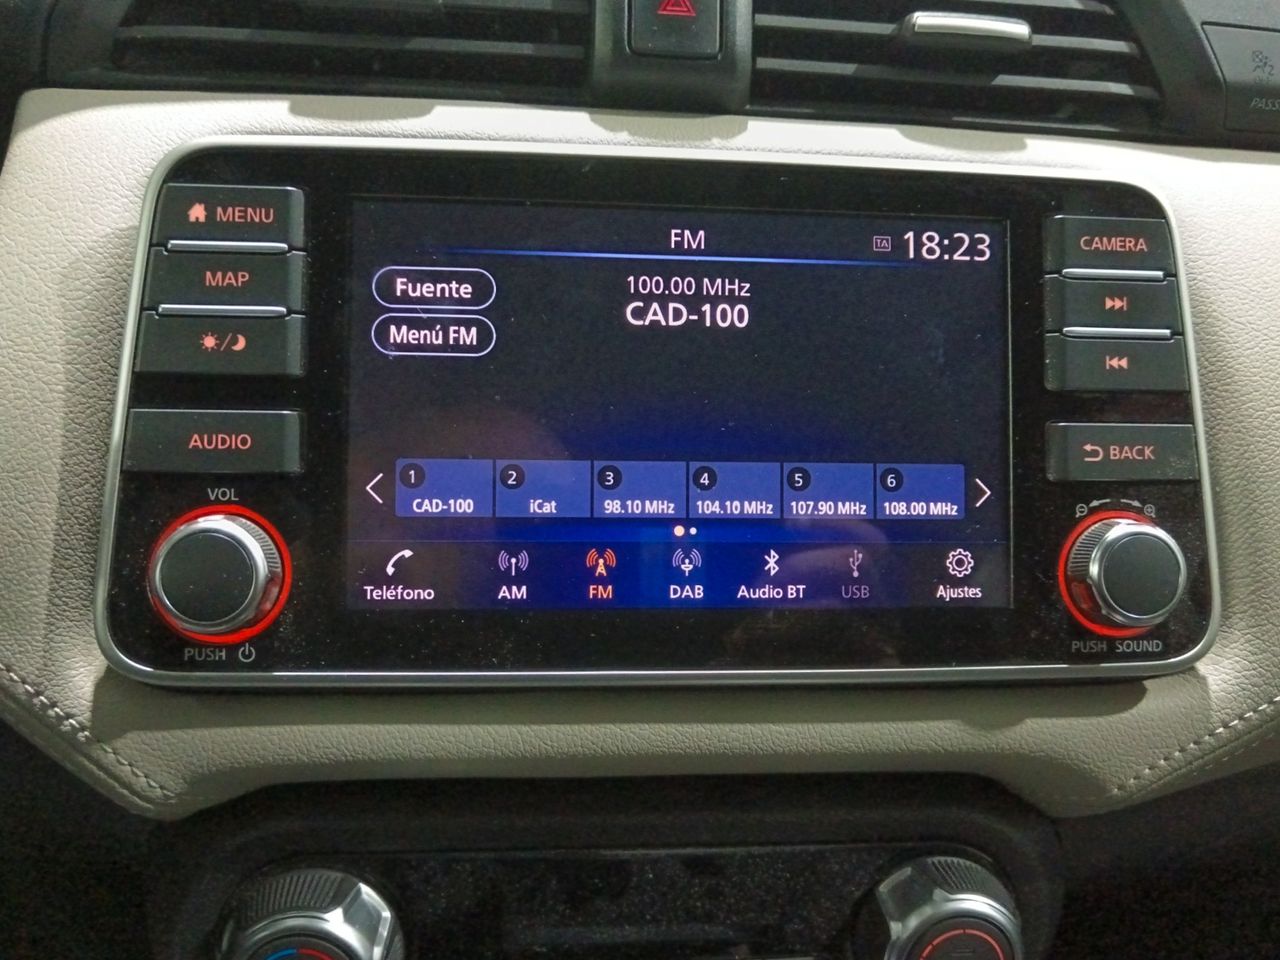 MENU
MAP
AUDIO
VOL
PUSH
FM
TA 18:23
Fuente
Menú FM
100.00 MHz
CAD-100
1 CAD-100
2 iCat
3 98.10 MHz
4 104.10 MHz
5 107.90 MHz
6 108.00 MHz
Teléfono
AM
FM
DAB
Audio BT
USB
Ajustes
CAMERA
BACK
PUSH SOUND